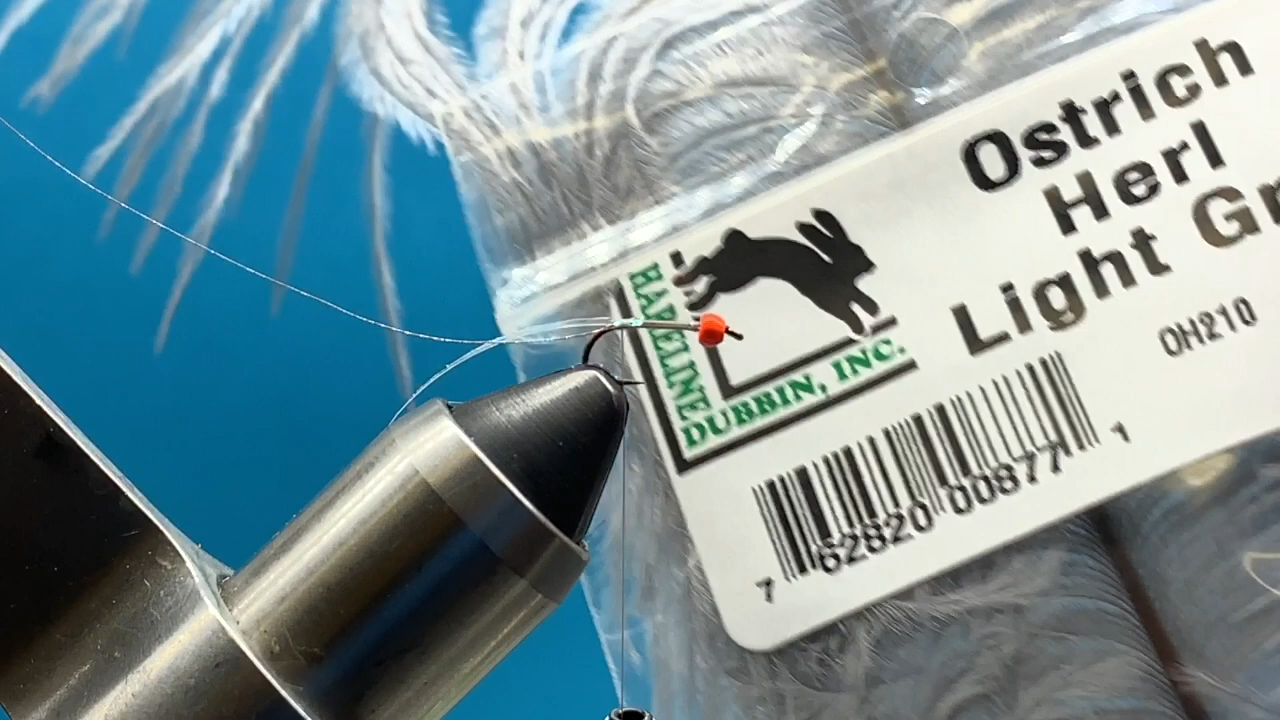 Ostrich
Herl
Light Gr
OH210
HARELINE
DUBBIN, INC.
7 62820 00877 1